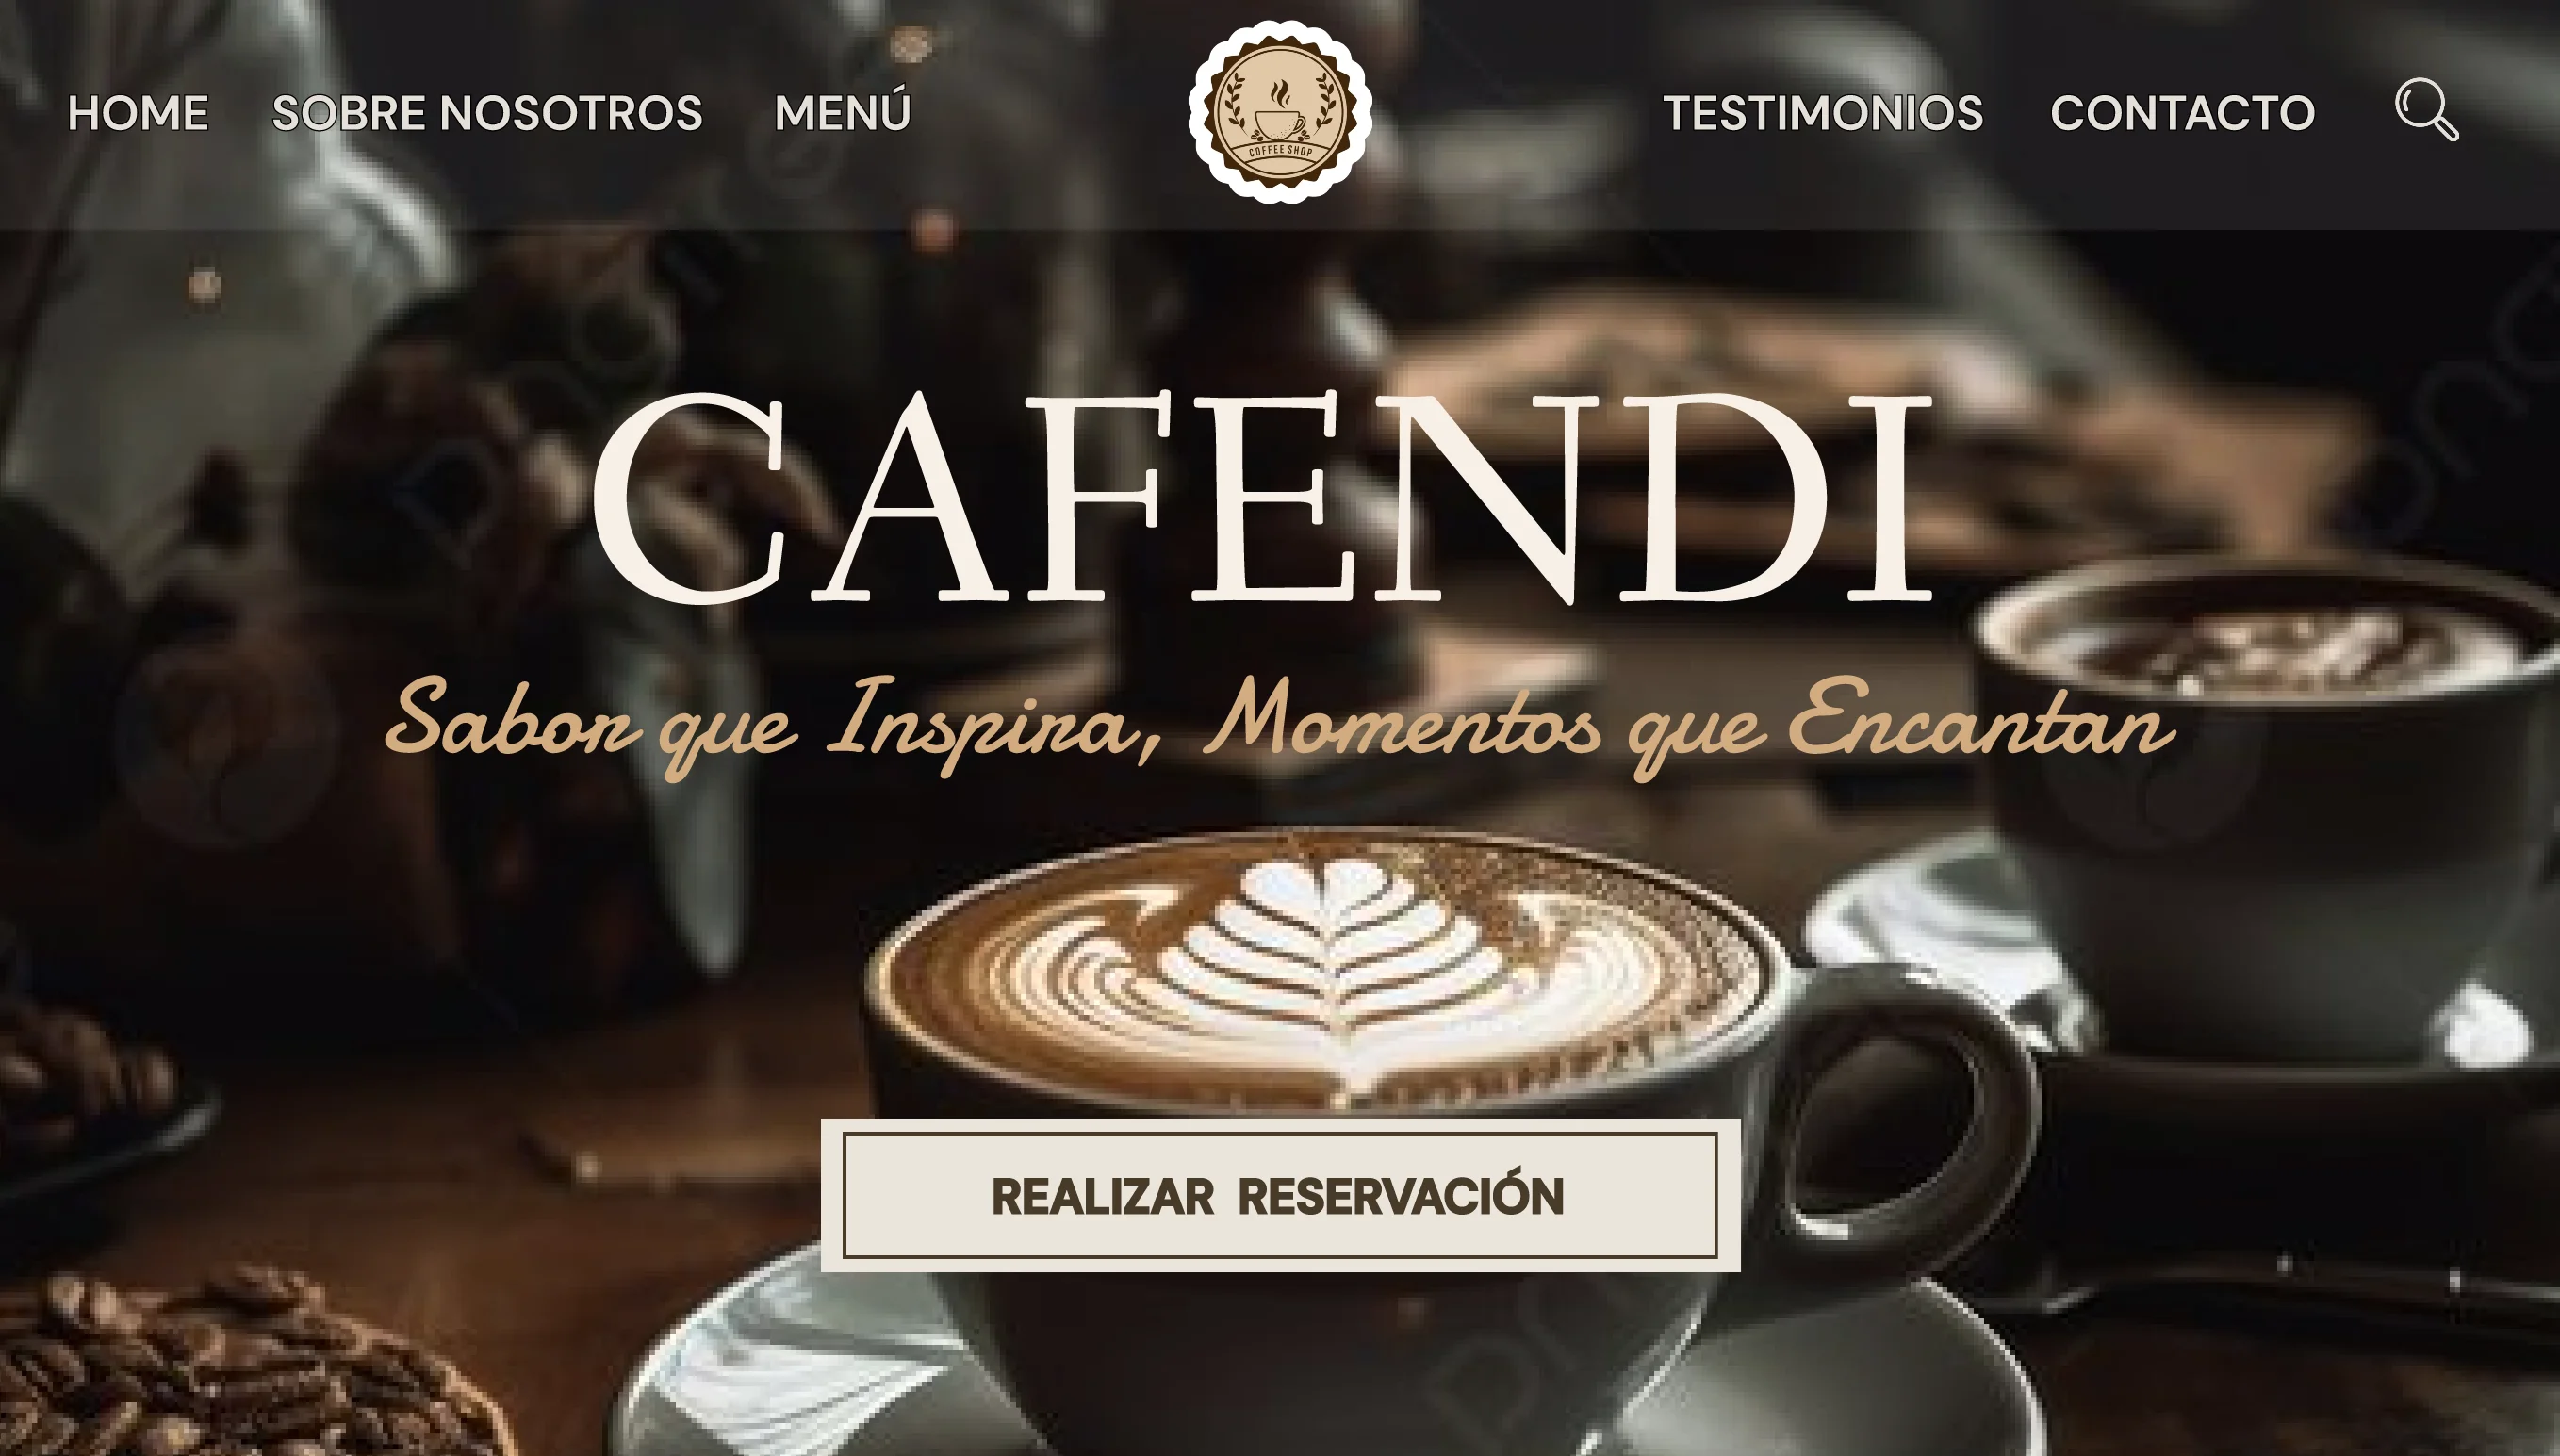 HOME SOBRE NOSOTROS MENÚ TESTIMONIOS CONTACTO
COFFEE SHOP
CAFENDI
Sabor que Inspira, Momentos que Encantan
REALIZAR RESERVACIÓN